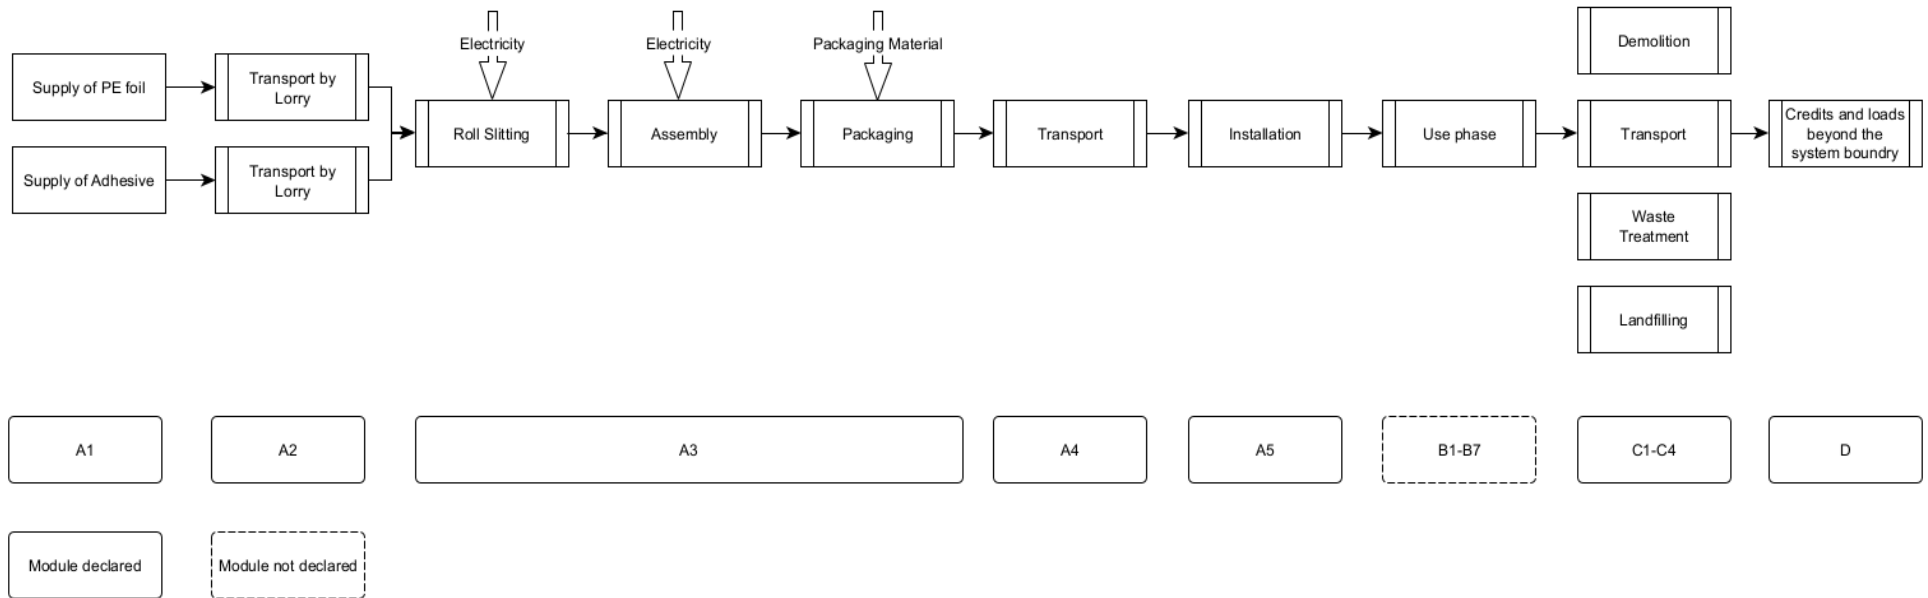 Electricity
Electricity
Packaging Material
Demolition
Supply of PE foil
Transport by
Lorry
Roll Slitting
Assembly
Packaging
Transport
Installation
Use phase
Transport
Credits and loads
beyond the
system boundry
Supply of Adhesive
Transport by
Lorry
Waste
Treatment
Landfilling
A1
A2
A3
A4
A5
B1-B7
C1-C4
D
Module declared
Module not declared